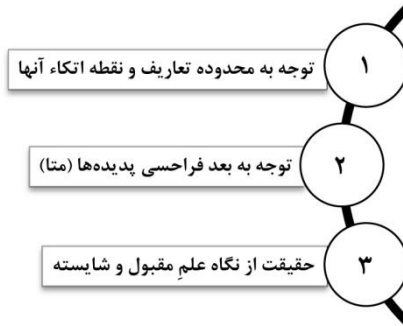 ۱ توجه به محدوده تعاریف و نقطه اتکاء آنها
۲ توجه به بعد فراحسی پدیده‌ها (متا)
۳ حقیقت از نگاه علمِ مقبول و شایسته